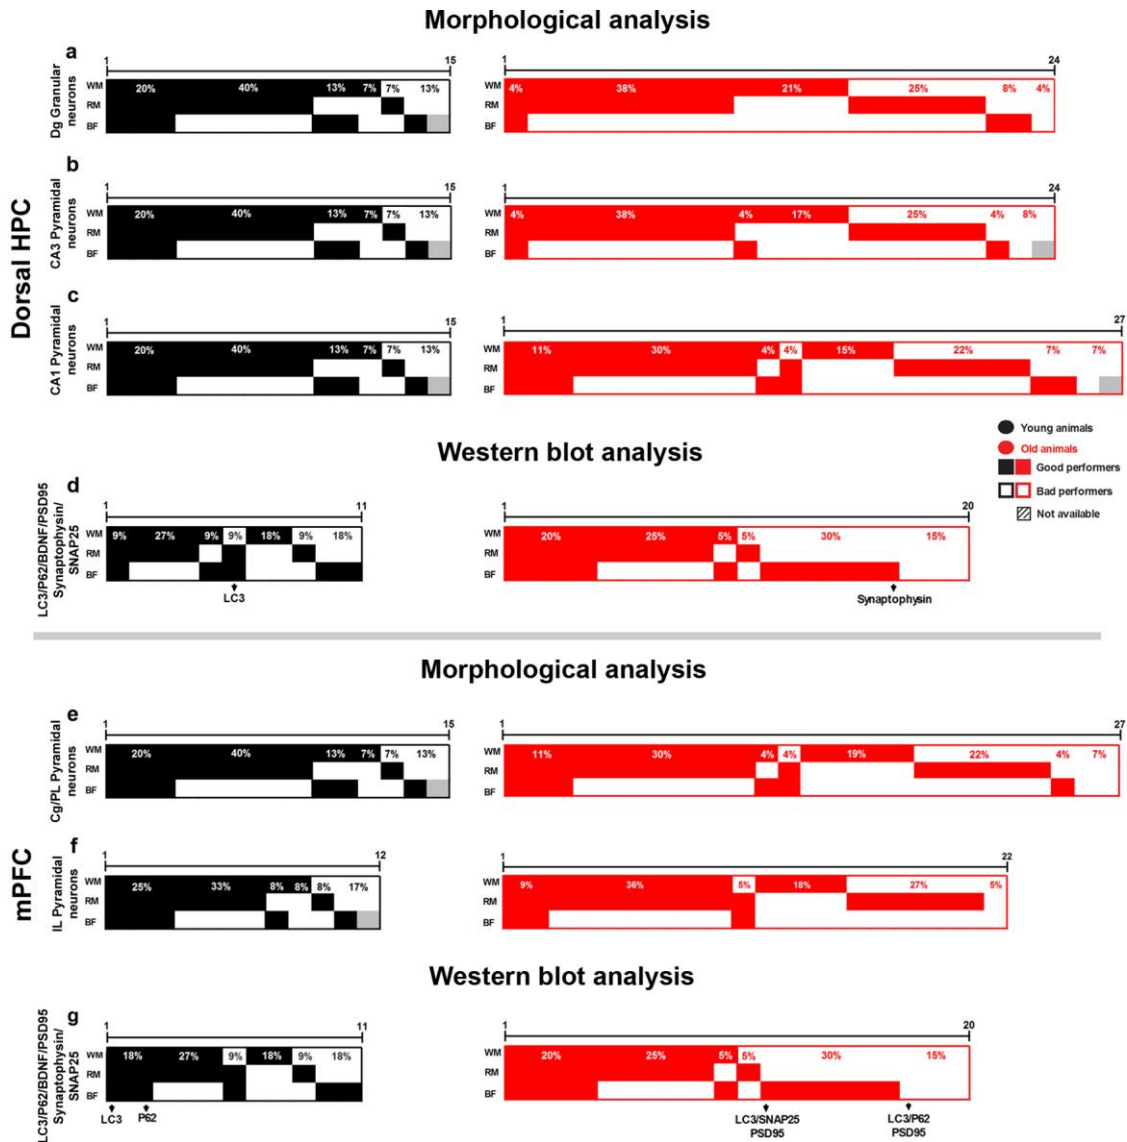 Morphological analysis
Dorsal HPC
a
Dg Granular
neurons
1 15
WM 20% 40% 13% 7% 7% 13%
RM
BF
1 24
4% 38% 21% 25% 8% 4%
b
CA3 Pyramidal
neurons
1 15
WM 20% 40% 13% 7% 7% 13%
RM
BF
1 24
WM 4% 38% 4% 17% 25% 4% 8%
RM
BF
c
CA1 Pyramidal
neurons
1 15
WM 20% 40% 13% 7% 7% 13%
RM
BF
1 27
WM 11% 30% 4% 4% 15% 22% 7% 7%
RM
BF
Young animals
Old animals
Good performers
Bad performers
Not available
Western blot analysis
d
LC3/P62/BDNF/PSD95
Synaptophysin/
SNAP25
1 11
WM 9% 27% 9% 9% 18% 9% 18%
RM
BF
LC3
1 20
WM 20% 25% 5% 5% 30% 15%
RM
BF
Synaptophysin
Morphological analysis
mPFC
e
Cg/PL Pyramidal
neurons
1 15
WM 20% 40% 13% 7% 7% 13%
RM
BF
1 27
WM 11% 30% 4% 4% 19% 22% 4% 7%
RM
BF
f
IL Pyramidal
neurons
1 12
WM 25% 33% 8% 8% 8% 17%
RM
BF
1 22
WM 9% 36% 5% 18% 27% 5%
RM
BF
Western blot analysis
g
LC3/P62/BDNF/PSD95
Synaptophysin/
SNAP25
1 11
WM 18% 27% 9% 18% 9% 18%
RM
BF
LC3 P62
1 20
WM 20% 25% 5% 5% 30% 15%
RM
BF
LC3/SNAP25
PSD95
LC3/P62
PSD95